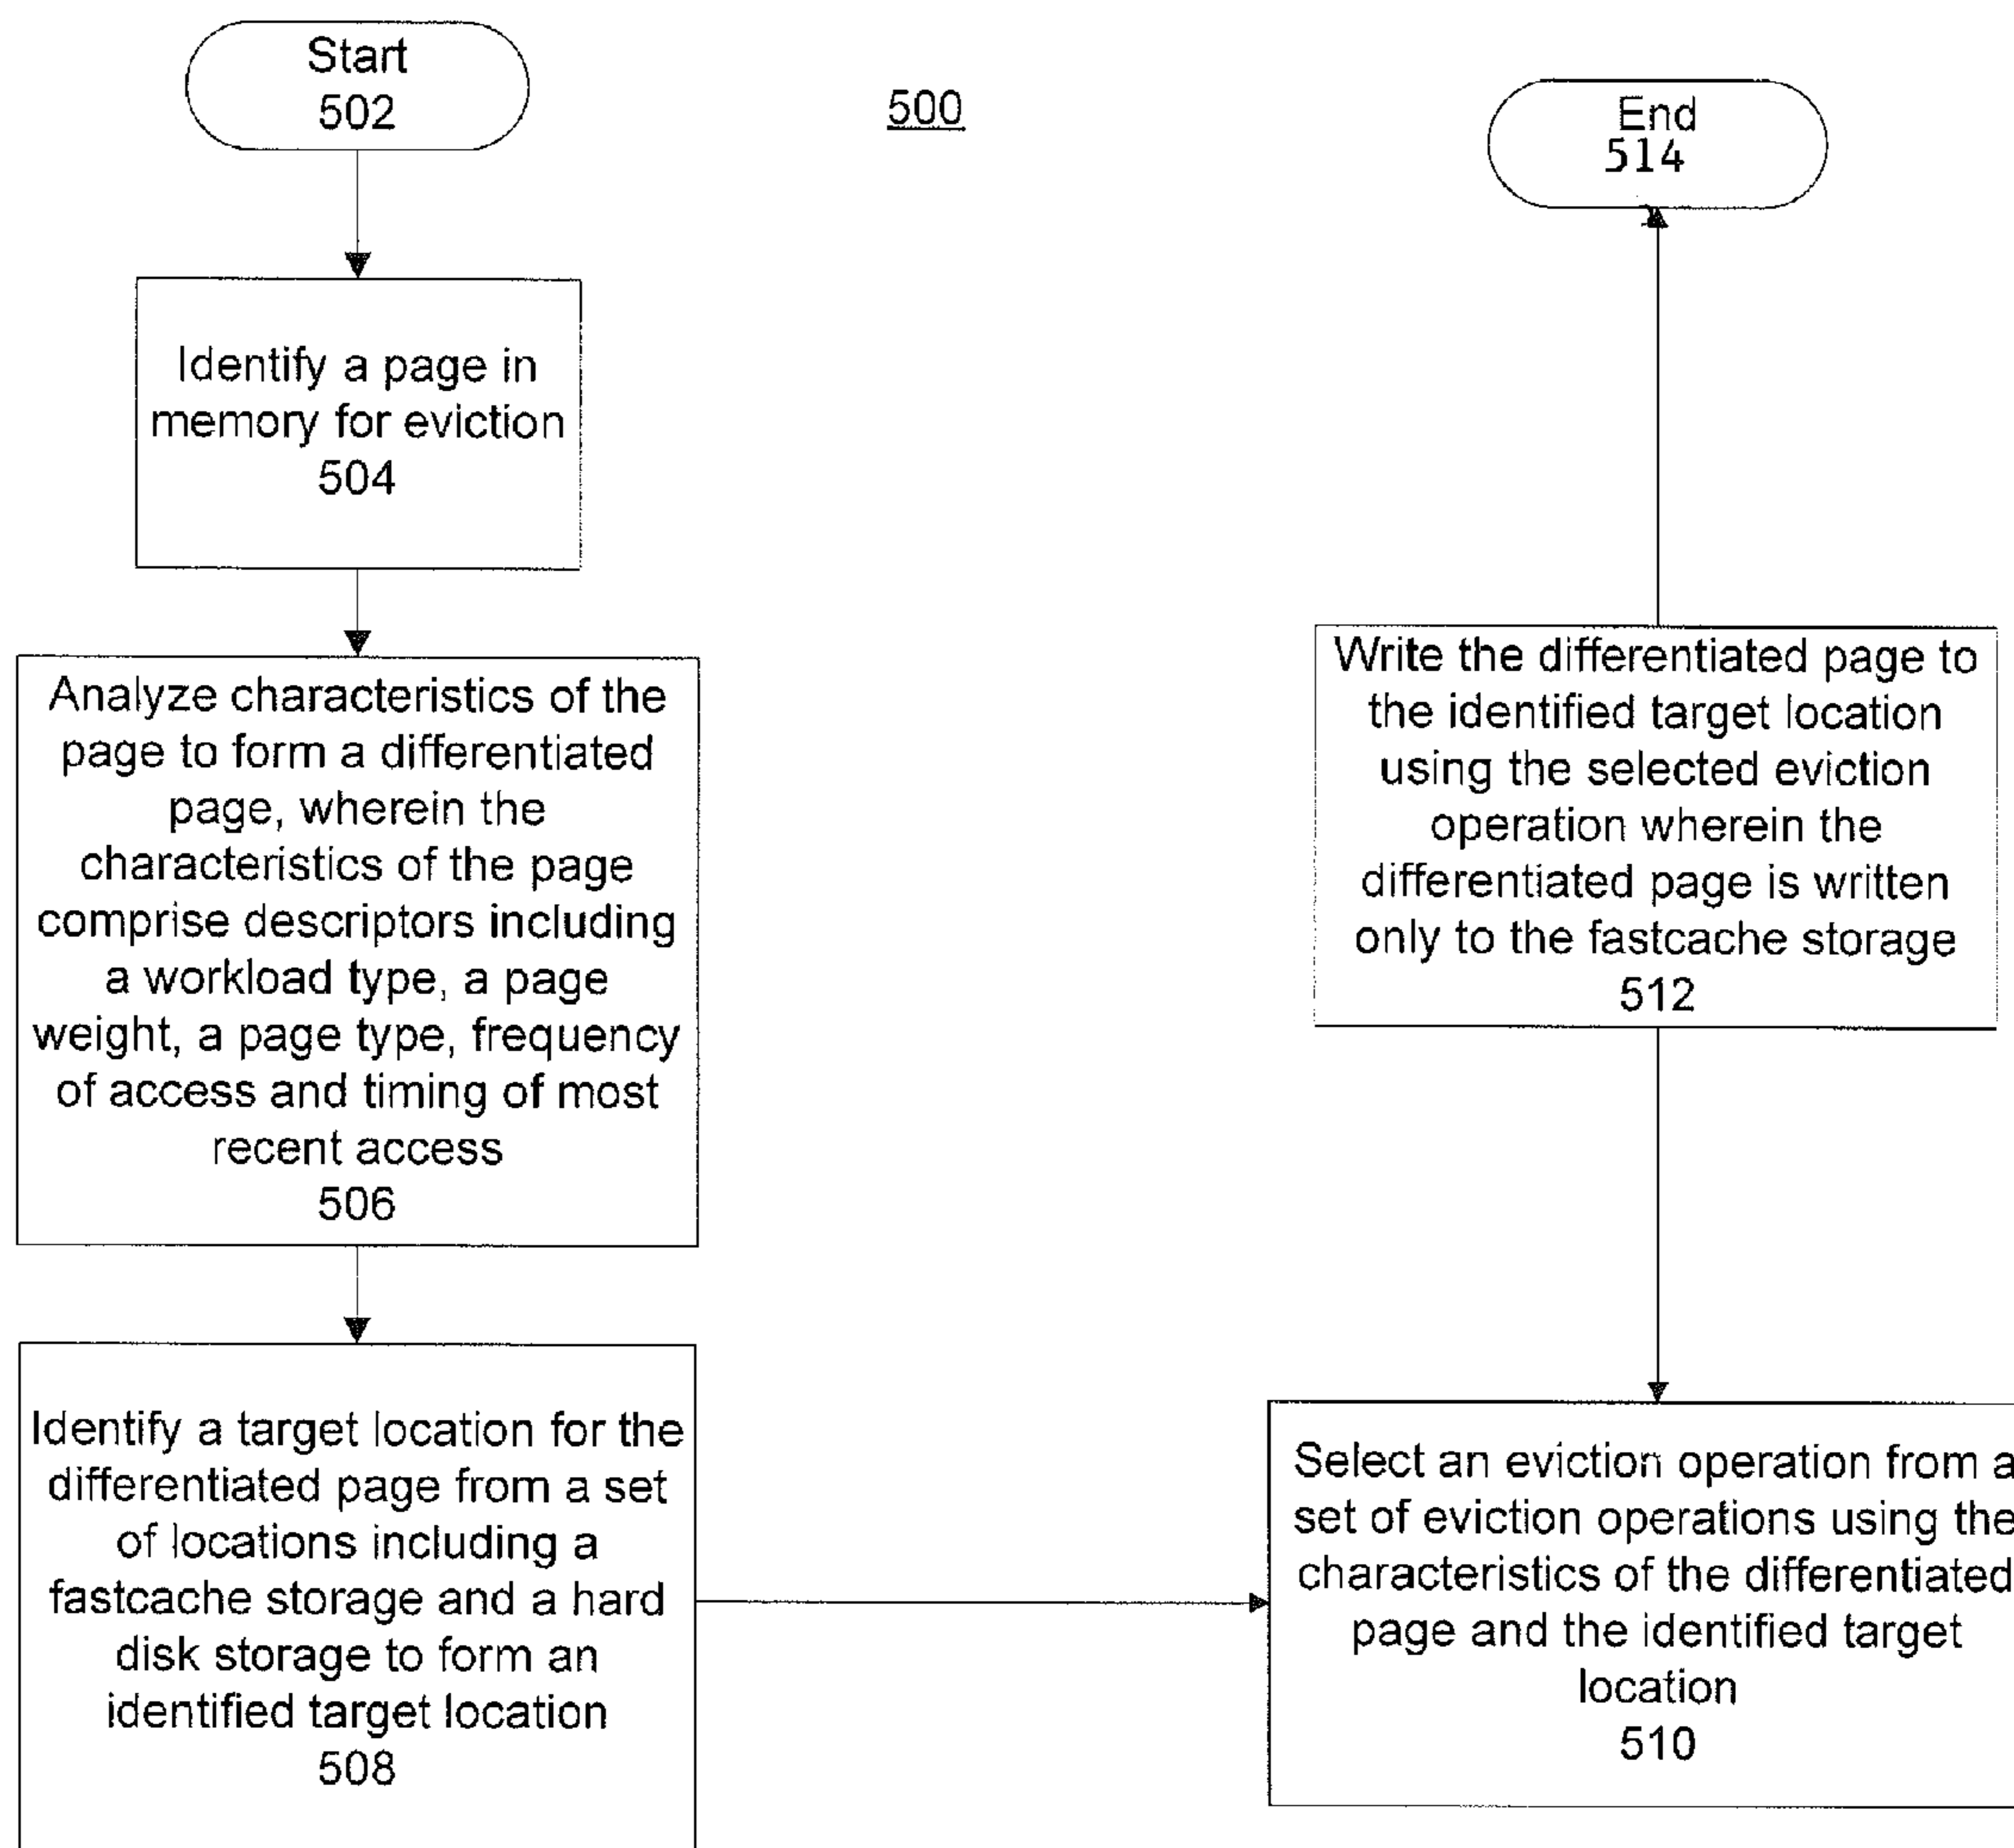 Start
502
500
End
514
Identify a page in
memory for eviction
504
Analyze characteristics of the
page to form a differentiated
page, wherein the
characteristics of the page
comprise descriptors including
a workload type, a page
weight, a page type, frequency
of access and timing of most
recent access
506
Write the differentiated page to
the identified target location
using the selected eviction
operation wherein the
differentiated page is written
only to the fastcache storage
512
Identify a target location for the
differentiated page from a set
of locations including a
fastcache storage and a hard
disk storage to form an
identified target location
508
Select an eviction operation from a
set of eviction operations using the
characteristics of the differentiated
page and the identified target
location
510